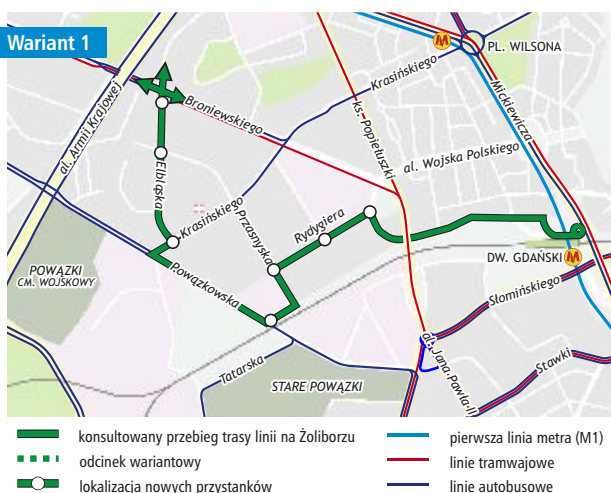 Wariant 1
M
PL. WILSONA
Krasińskiego
Mickiewicza
al. Armii Krajowej
Broniewskiego
ks. Popiełuszki
al. Wojska Polskiego
Elbląska
Krasińskiego
Przasnyska
Rydygiera
DW. GDAŃSKI
M
POWĄZKI
CM. WOJSKOWY
Powązkowska
Słomińskiego
al. Jana Pawła II
Stawki
Tatarska
STARE POWĄZKI
konsultowany przebieg trasy linii na Żoliborzu
odcinek wariantowy
lokalizacja nowych przystanków
pierwsza linia metra (M1)
linie tramwajowe
linie autobusowe